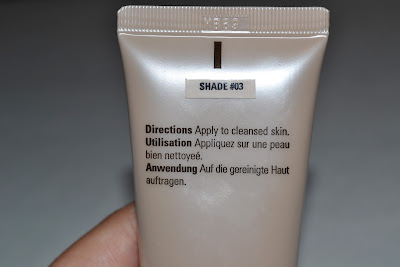 SHADE #03
Directions Apply to cleansed skin.
Utilisation Appliquez sur une peau
bien nettoyeé.
Anwendung Auf die gereinigte Haut
auftragen.